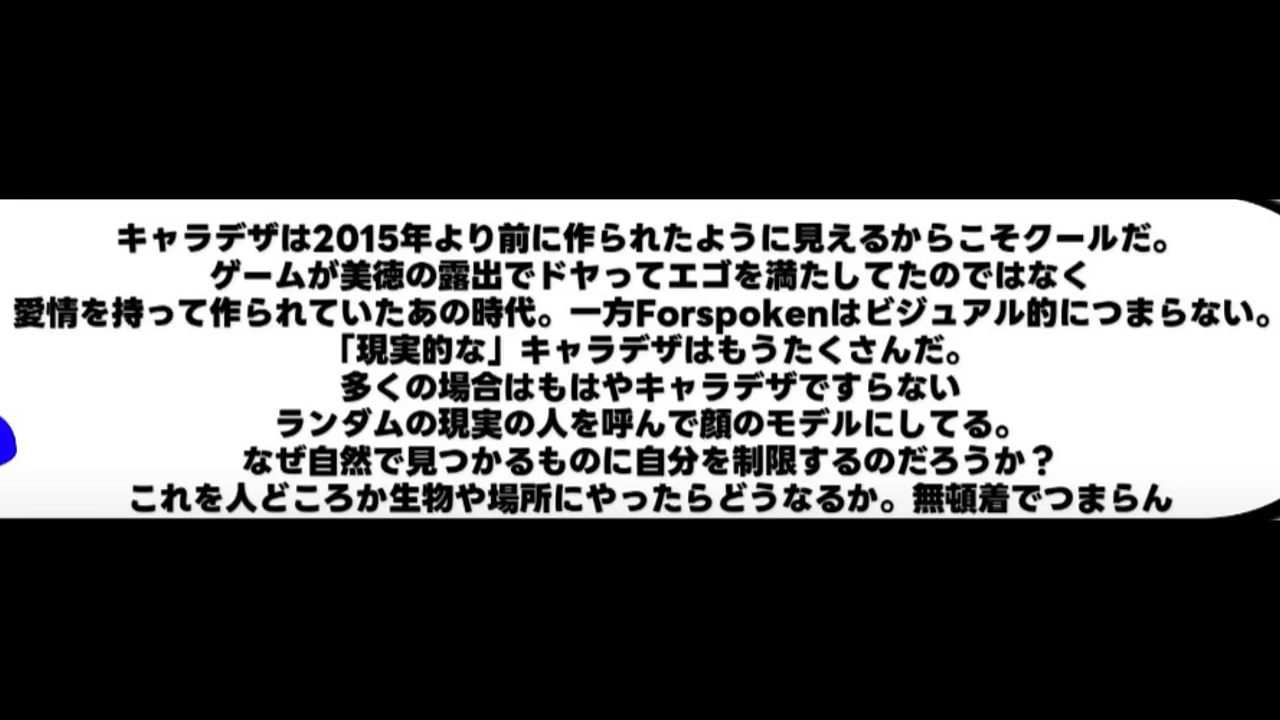 キャラデザは2015年より前に作られたように見えるからこそクールだ。
ゲームが美徳の露出でドヤってエゴを満たしてたのではなく
愛情を持って作られていたあの時代。一方Forspokenはビジュアル的につまらない。
「現実的な」キャラデザはもうたくさんだ。
多くの場合はもはやキャラデザですらない
ランダムの現実の人を呼んで顔のモデルにしてる。
なぜ自然で見つかるものに自分を制限するのだろうか？
これを人どころか生物や場所にやったらどうなるか。無頓着でつまらん